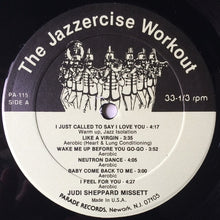 The Jazzercise Workout
PA-115
SIDE A
33-1/3 rpm
I JUST CALLED TO SAY I LOVE YOU - 4:17
Warm up, Jazz Isolation
LIKE A VIRGIN - 3:35
Aerobic (Heart & Lung Conditioning)
WAKE ME UP BEFORE YOU GO-GO - 3:53
Aerobic
NEUTRON DANCE - 4:05
Aerobic
BABY COME BACK TO ME - 3:00
Aerobic
I FEEL FOR YOU - 4:27
Aerobic
JUDI SHEPPARD MISSETT
Made in U.S.A.
PARADE RECORDS, Newark, N.J. 07105